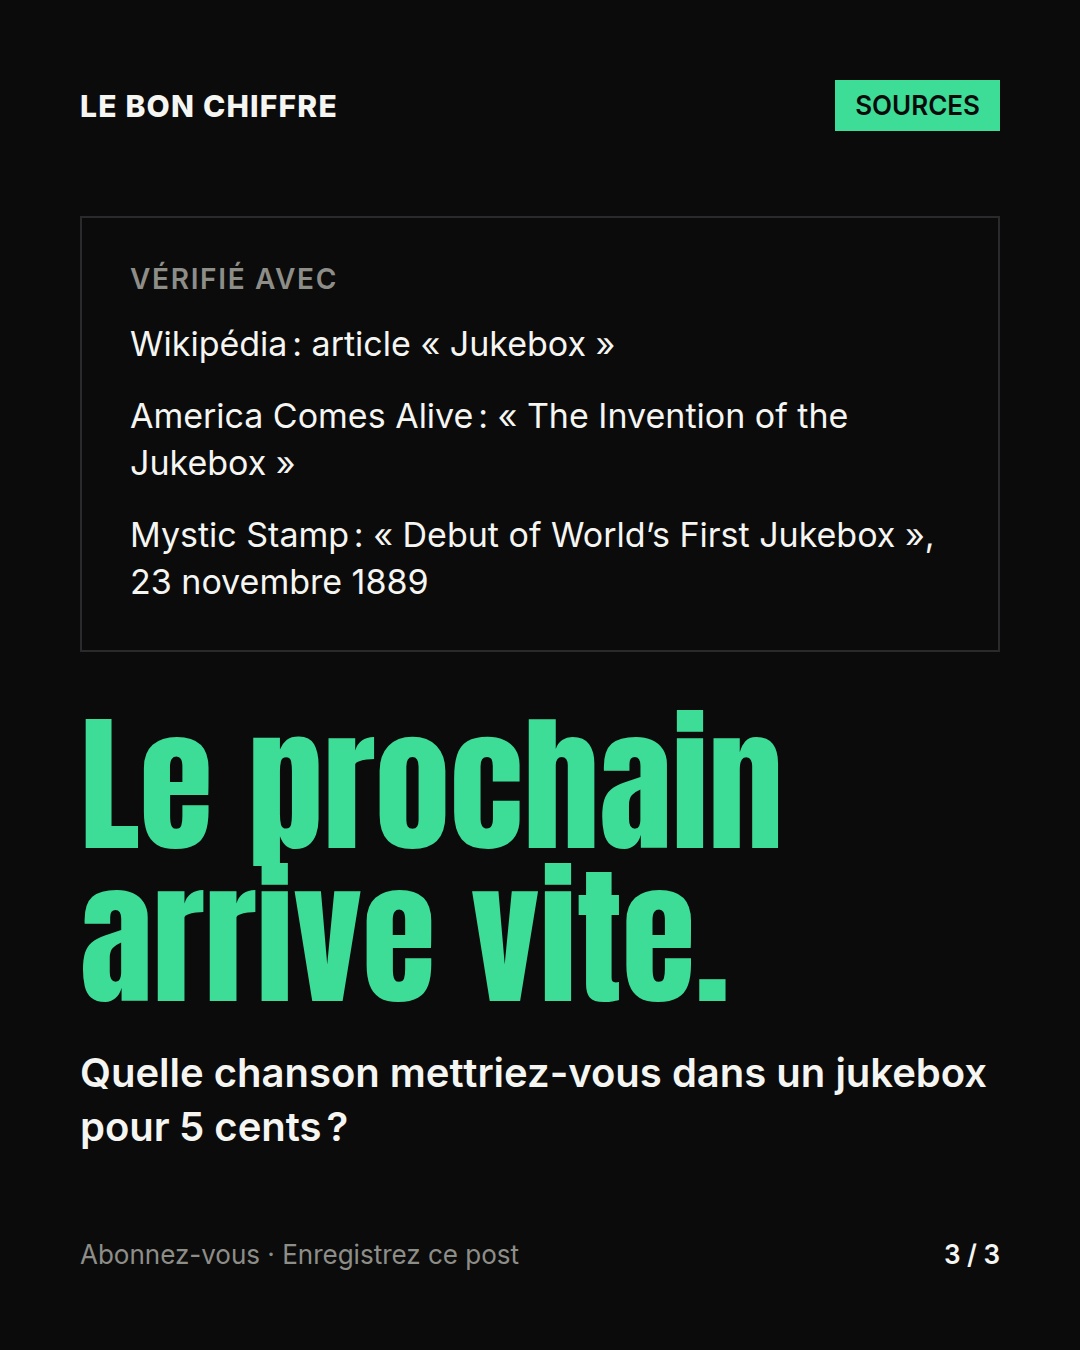 LE BON CHIFFRE
SOURCES
VÉRIFIÉ AVEC
Wikipédia : article « Jukebox »
America Comes Alive : « The Invention of the
Jukebox »
Mystic Stamp : « Debut of World’s First Jukebox »,
23 novembre 1889
Le prochain
arrive vite.
Quelle chanson mettriez-vous dans un jukebox
pour 5 cents ?
Abonnez-vous · Enregistrez ce post
3 / 3